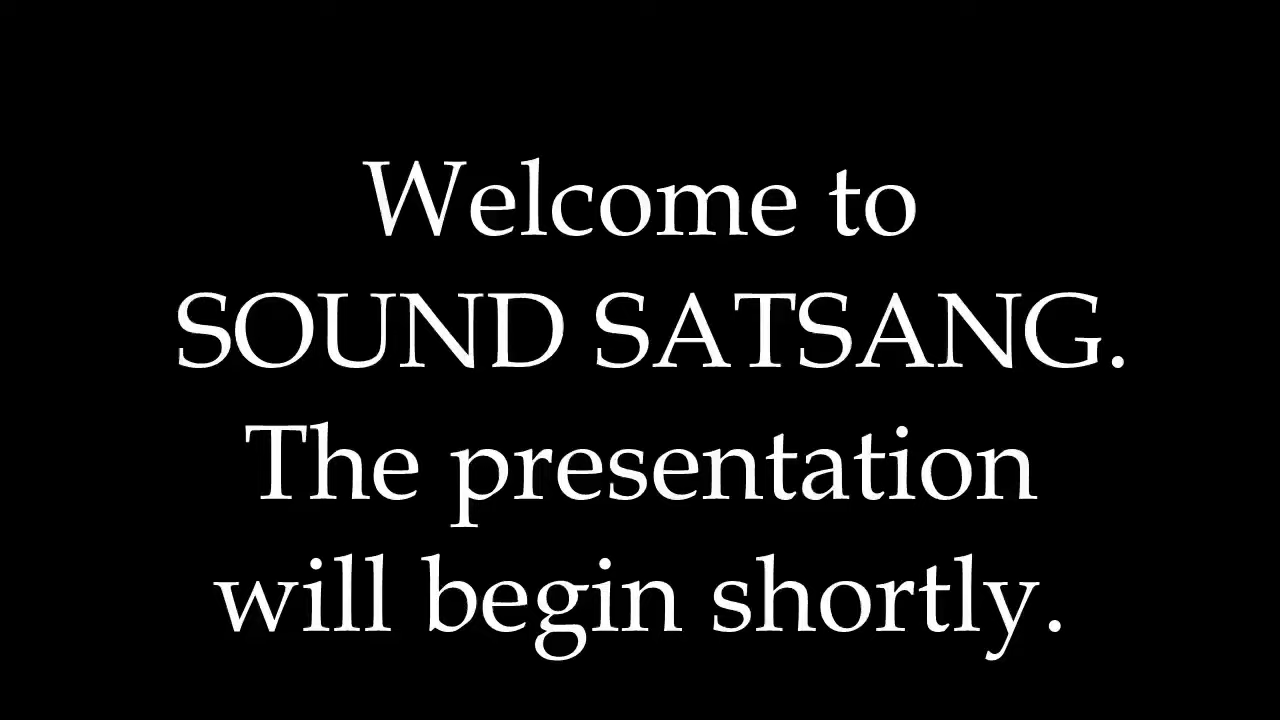 Welcome to
SOUND SATSANG.
The presentation
will begin shortly.